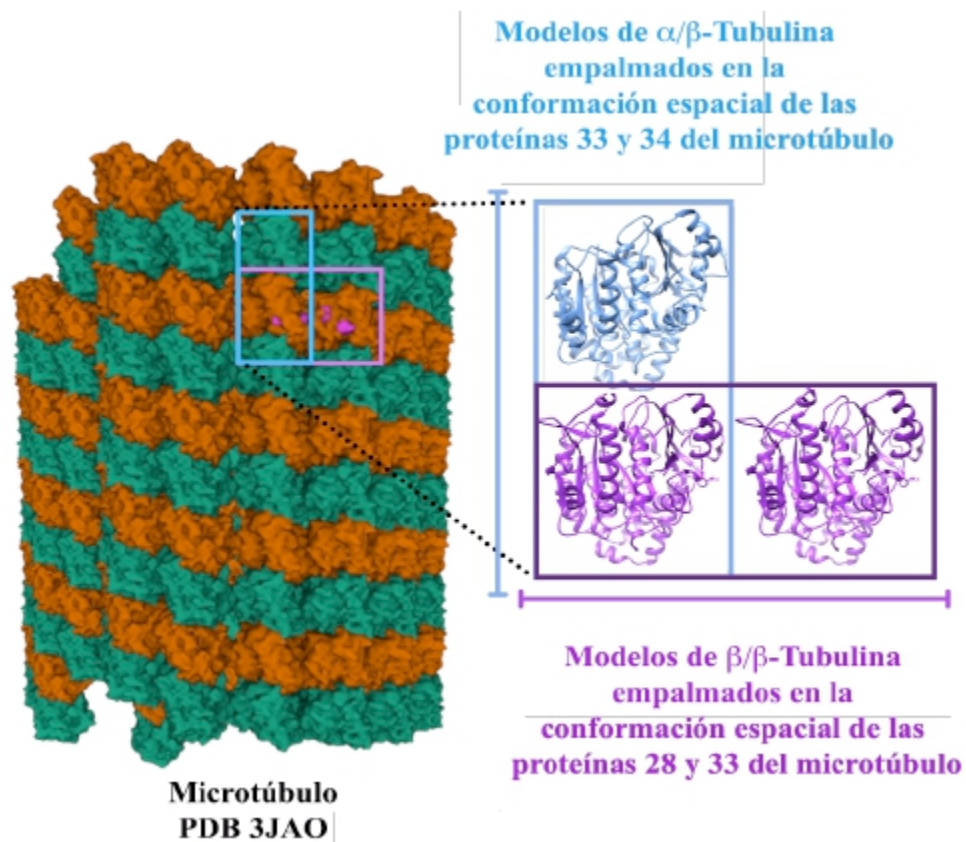 Modelos de α/β-Tubulina
empalmados en la
conformación espacial de las
proteínas 33 y 34 del microtúbulo
Modelos de β/β-Tubulina
empalmados en la
conformación espacial de las
proteínas 28 y 33 del microtúbulo
Microtúbulo
PDB 3JAO